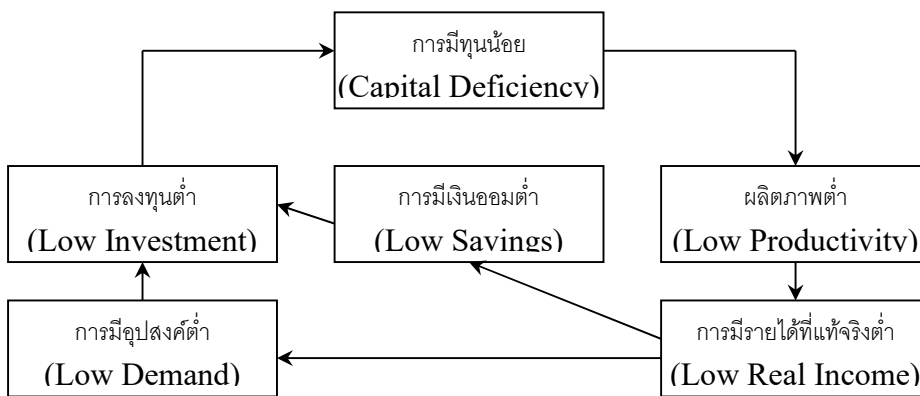 การมีทุนน้อย
(Capital Deficiency)
การลงทุนต่ำ
(Low Investment)
การมีเงินออมต่ำ
(Low Savings)
ผลิตภาพต่ำ
(Low Productivity)
การมีอุปสงค์ต่ำ
(Low Demand)
การมีรายได้ที่แท้จริงต่ำ
(Low Real Income)